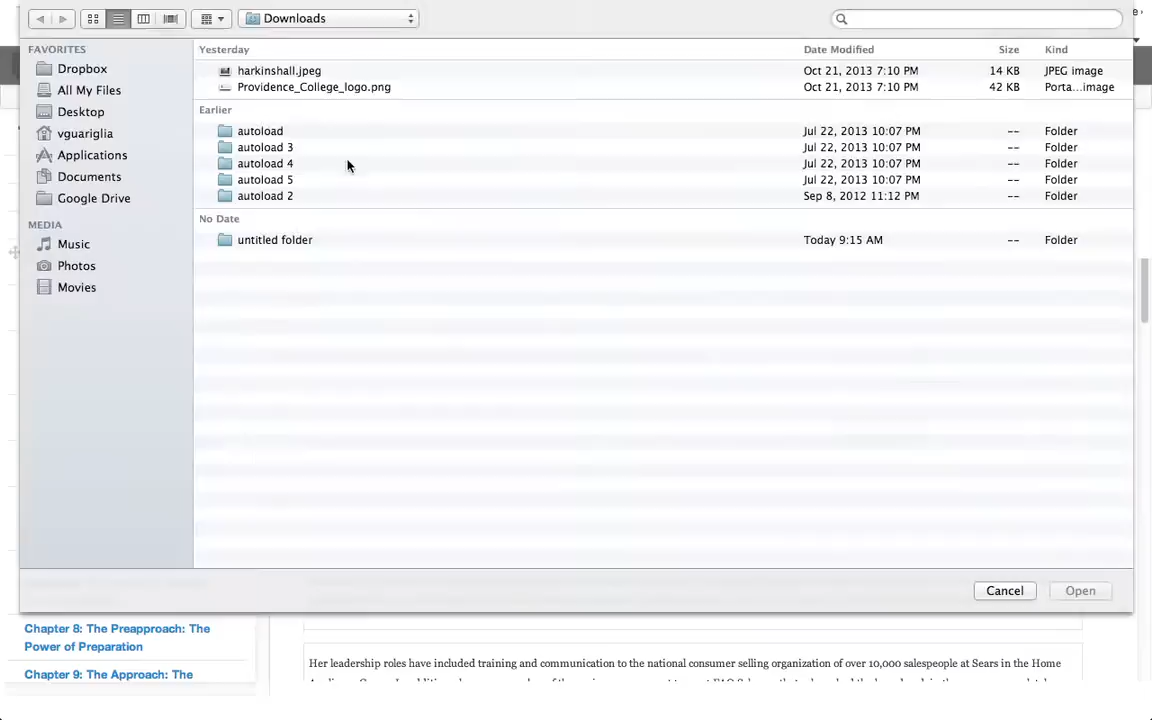 Downloads
FAVORITES
Dropbox
All My Files
Desktop
vguariglia
Applications
Documents
Google Drive
MEDIA
Music
Photos
Movies
Yesterday Date Modified Size Kind
harkinshall.jpeg Oct 21, 2013 7:10 PM 14 KB JPEG image
Providence_College_logo.png Oct 21, 2013 7:10 PM 42 KB Porta...image
Earlier
autoload Jul 22, 2013 10:07 PM -- Folder
autoload 3 Jul 22, 2013 10:07 PM -- Folder
autoload 4 Jul 22, 2013 10:07 PM -- Folder
autoload 5 Jul 22, 2013 10:07 PM -- Folder
autoload 2 Sep 8, 2012 11:12 PM -- Folder
No Date
untitled folder Today 9:15 AM -- Folder
Cancel Open
Chapter 8: The Preapproach: The
Power of Preparation
Chapter 9: The Approach: The
Her leadership roles have included training and communication to the national consumer selling organization of over 10,000 salespeople at Sears in the Home